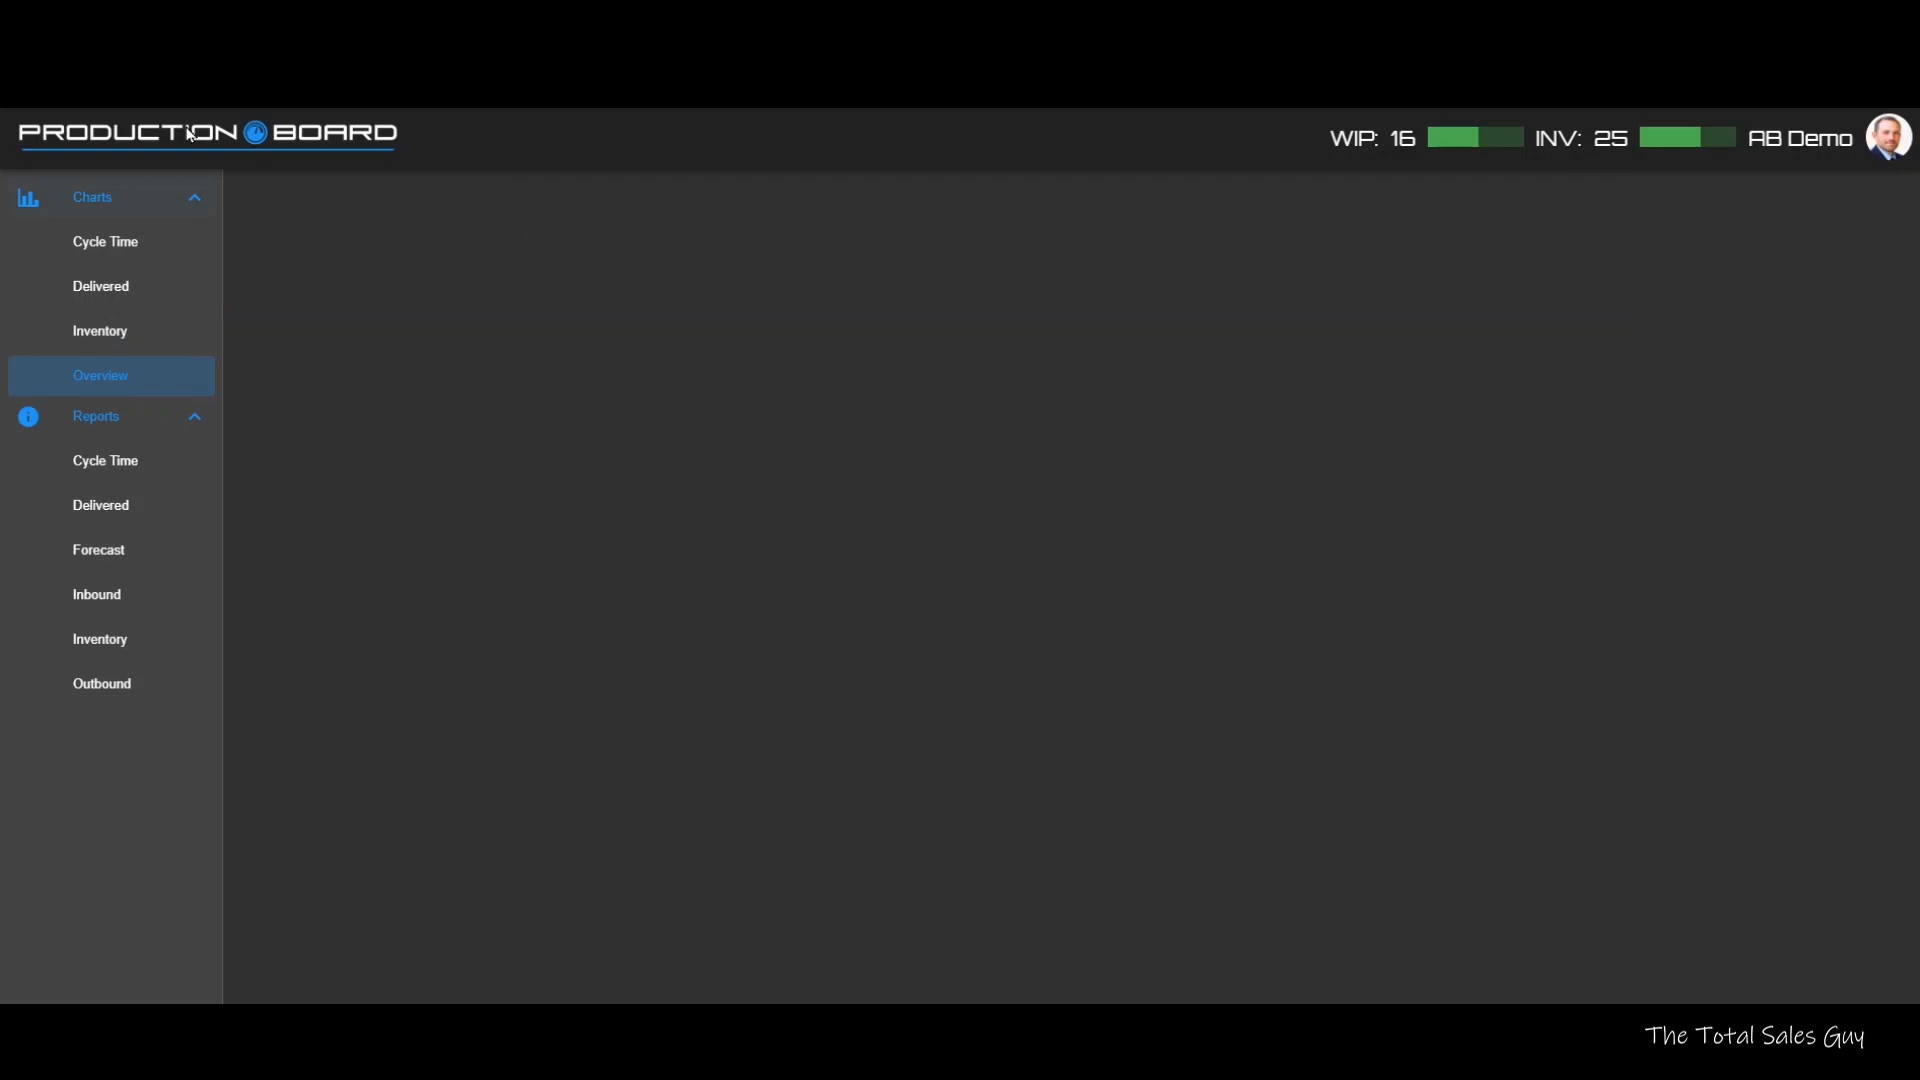 PRODUCTION BOARD
WIP: 16 INV: 25 AB Demo
Charts
Cycle Time
Delivered
Inventory
Overview
Reports
Cycle Time
Delivered
Forecast
Inbound
Inventory
Outbound
The Total Sales Guy